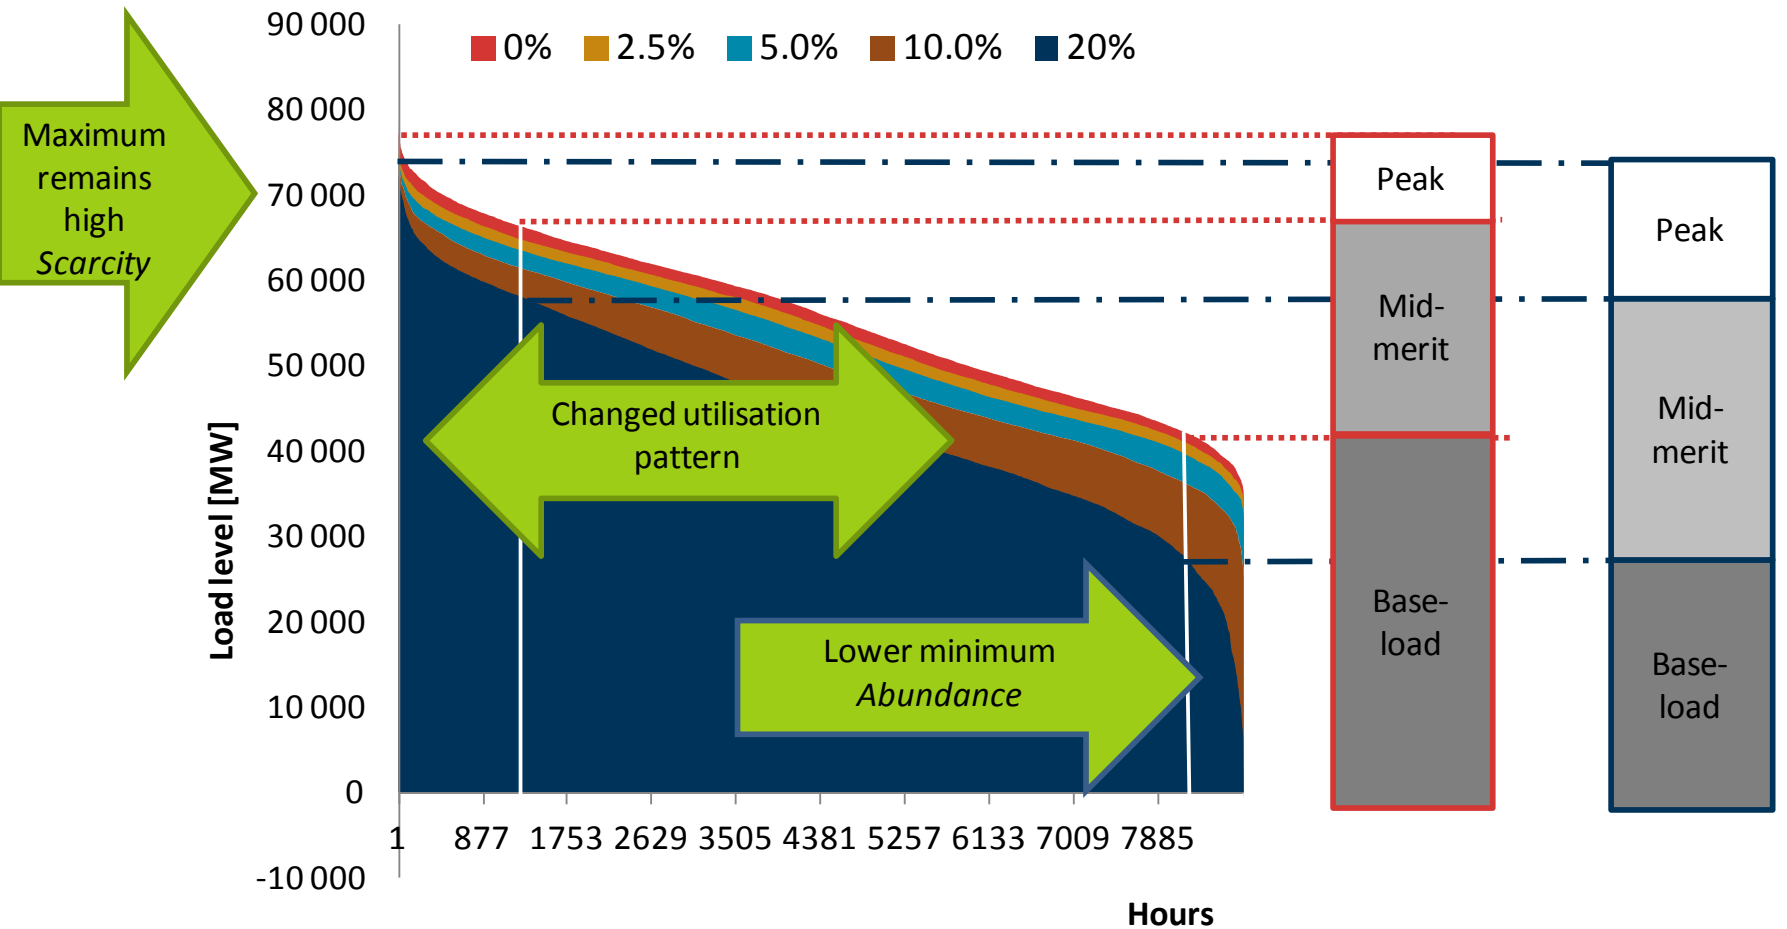 90 000
80 000
70 000
60 000
50 000
40 000
30 000
20 000
10 000
0
-10 000
Load level [MW]
0% 2.5% 5.0% 10.0% 20%
Maximum
remains
high
Scarcity
Changed utilisation
pattern
Lower minimum
Abundance
1 877 1753 2629 3505 4381 5257 6133 7009 7885
Hours
Peak
Mid-
merit
Base-
load
Peak
Mid-
merit
Base-
load